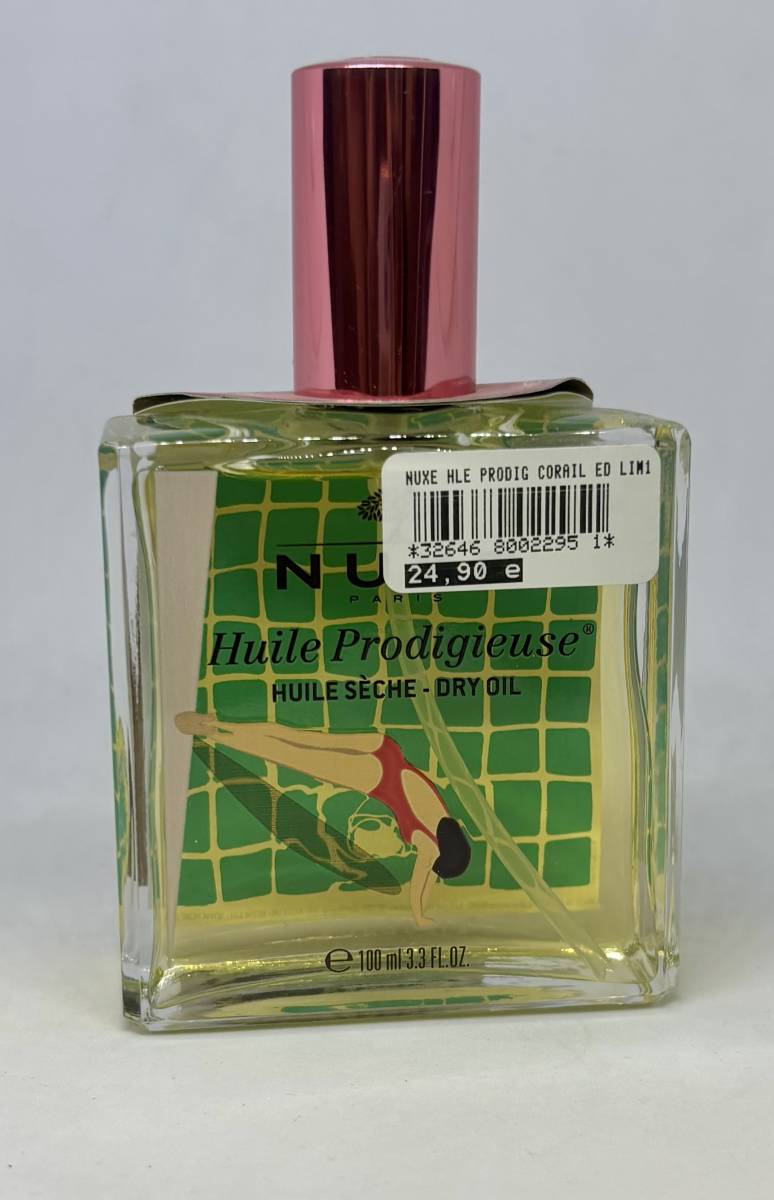 NUXE HLE PRODIG CORAIL ED LIM1
*32646 8002295 1*
24,90 e
NU
PARIS
Huile Prodigieuse®
HUILE SÈCHE - DRY OIL
e 100 ml 3.3 FL.OZ.